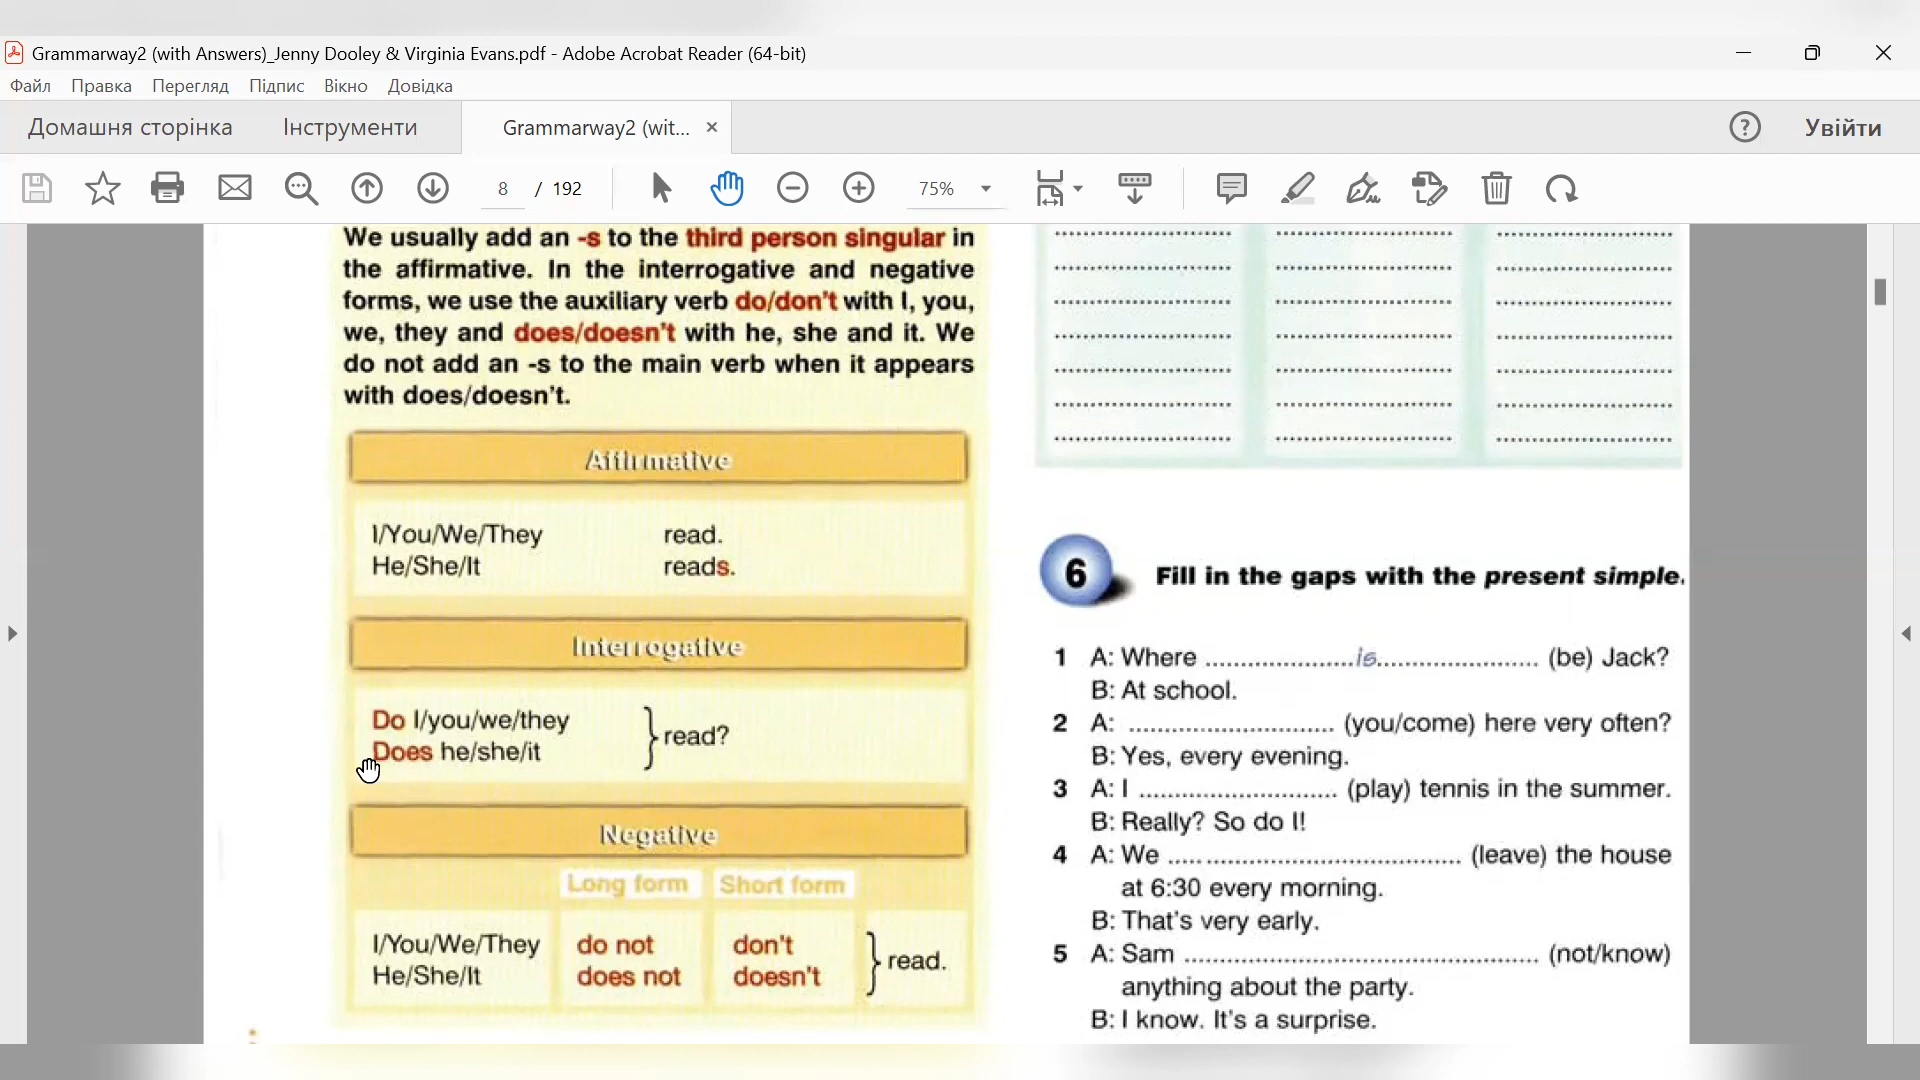 Grammarway2 (with Answers)_Jenny Dooley & Virginia Evans.pdf - Adobe Acrobat Reader (64-bit)
Файл Правка Перегляд Підпис Вікно Довідка
Домашня сторінка Інструменти Grammarway2 (wit... × Увійти
8 / 192 75%
We usually add an -s to the third person singular in
the affirmative. In the interrogative and negative
forms, we use the auxiliary verb do/don't with I, you,
we, they and does/doesn't with he, she and it. We
do not add an -s to the main verb when it appears
with does/doesn't.
Affirmative
I/You/We/They read.
He/She/It reads.
Interrogative
Do I/you/we/they
Does he/she/it
} read?
Negative
Long form Short form
I/You/We/They do not don't
He/She/It does not doesn't
} read.
6 Fill in the gaps with the present simple.
1 A: Where ......................is......................... (be) Jack?
B: At school.
2 A: ................................ (you/come) here very often?
B: Yes, every evening.
3 A: I .............................. (play) tennis in the summer.
B: Really? So do I!
4 A: We ............................................. (leave) the house
at 6:30 every morning.
B: That's very early.
5 A: Sam ...................................................... (not/know)
anything about the party.
B: I know. It's a surprise.